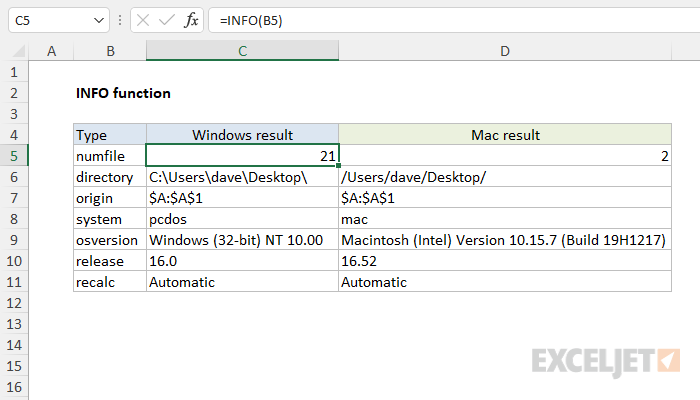 C5 fx =INFO(B5)
A B C D
1
2 INFO function
3
4 Type Windows result Mac result
5 numfile 21 2
6 directory C:\Users\dave\Desktop\ /Users/dave/Desktop/
7 origin $A:$A$1 $A:$A$1
8 system pcdos mac
9 osversion Windows (32-bit) NT 10.00 Macintosh (Intel) Version 10.15.7 (Build 19H1217)
10 release 16.0 16.52
11 recalc Automatic Automatic
12
13
14
15
16
EXCELJET